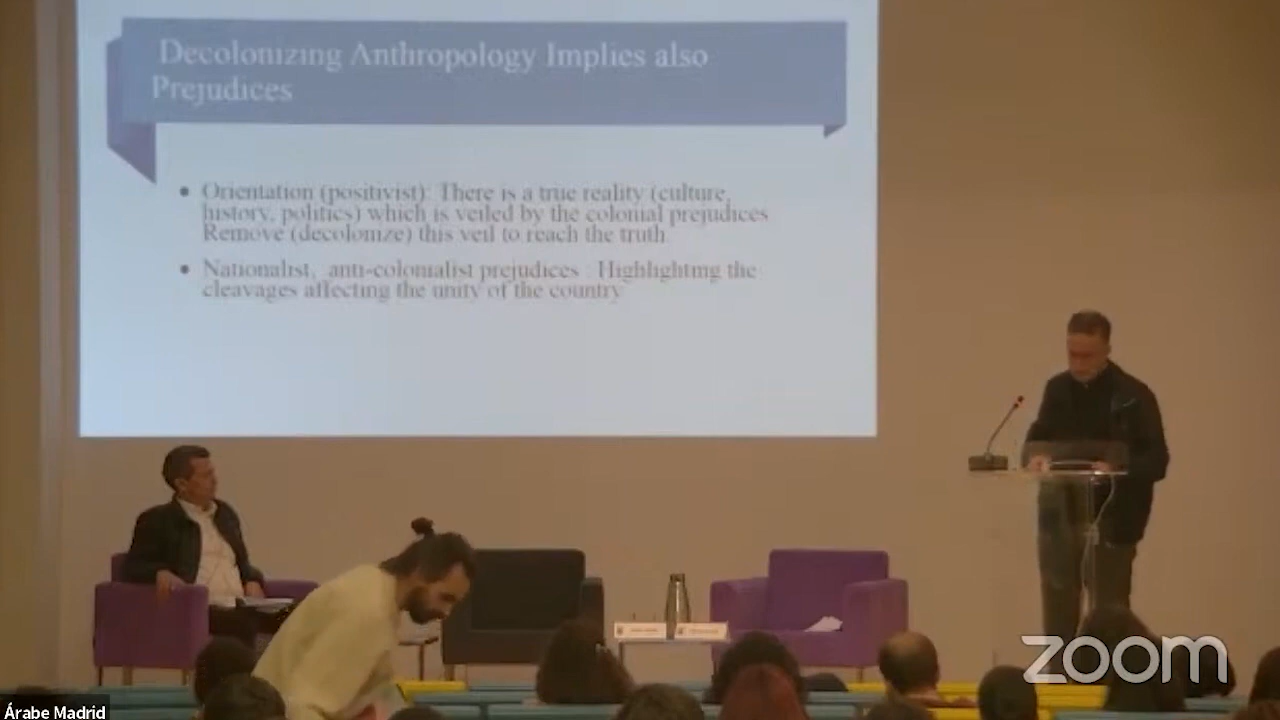 Decolonizing Anthropology Implies also
Prejudices
• Orientation (positivist): There is a true reality (culture,
history, politics) which is veiled by the colonial prejudices
Remove (decolonize) this veil to reach the truth
• Nationalist, anti-colonialist prejudices : Highlighting the
cleavages affecting the unity of the country
zoom
Árabe Madrid